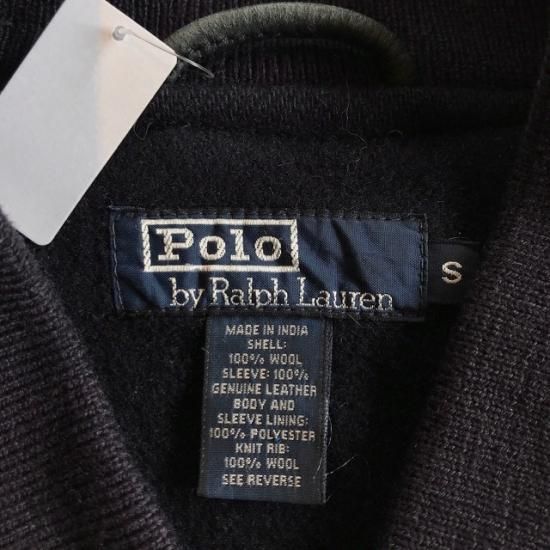 Polo
by Ralph Lauren
S
MADE IN INDIA
SHELL:
100% WOOL
SLEEVE: 100%
GENUINE LEATHER
BODY AND
SLEEVE LINING:
100% POLYESTER
KNIT RIB:
100% WOOL
SEE REVERSE